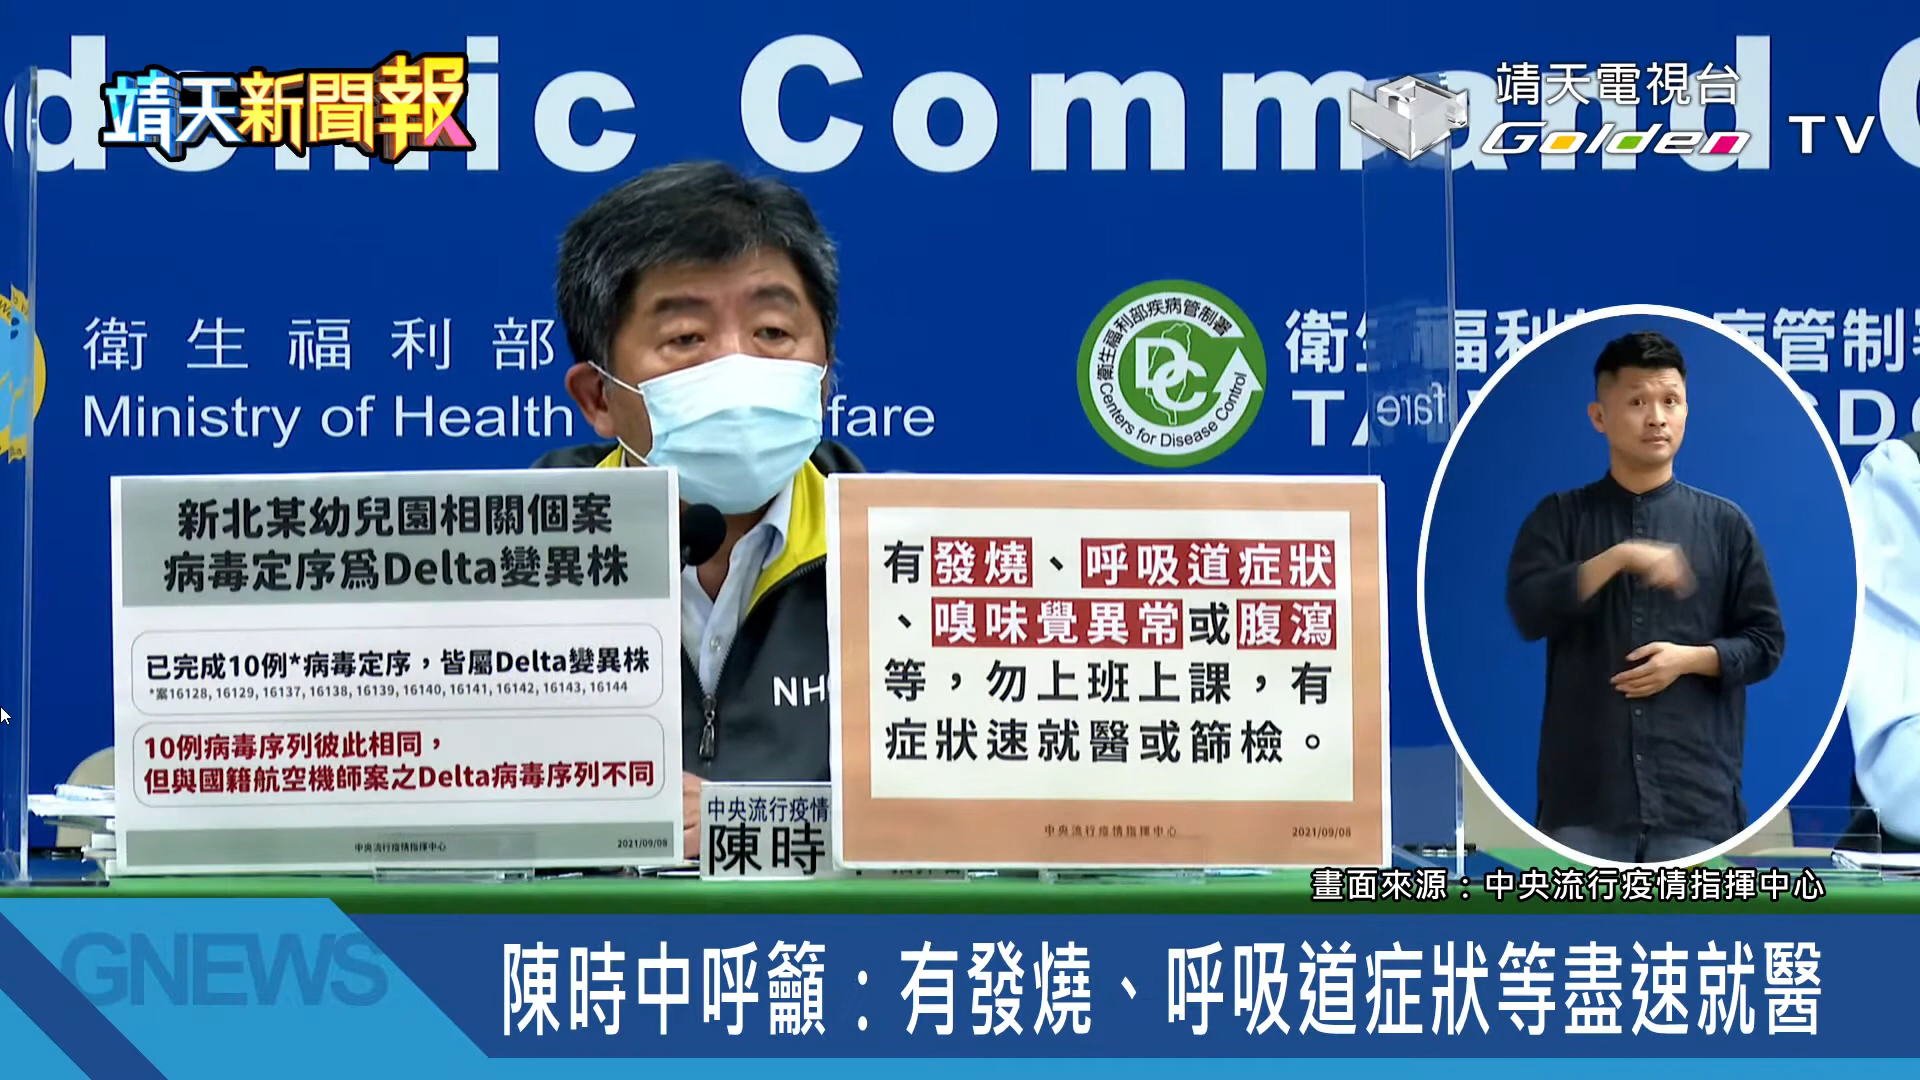 demic Command C
靖天新聞報
靖天電視台
Golden TV
衛生福利部
Ministry of Health
fare
衛生福利部疾病管制署
Centers for Disease Control
新北某幼兒園相關個案
病毒定序為Delta變異株
已完成10例*病毒定序，皆屬Delta變異株
*案16128, 16129, 16137, 16138, 16139, 16140, 16141, 16142, 16143, 16144
10例病毒序列彼此相同，
但與國籍航空機師案之Delta病毒序列不同
中央流行疫情指揮中心
2021/09/08
有發燒、呼吸道症狀
、嗅味覺異常或腹瀉
等，勿上班上課，有
症狀速就醫或篩檢。
中央流行疫情指揮中心
2021/09/08
NH
中央流行疫情
陳時
畫面來源：中央流行疫情指揮中心
GNEWS
陳時中呼籲：有發燒、呼吸道症狀等盡速就醫